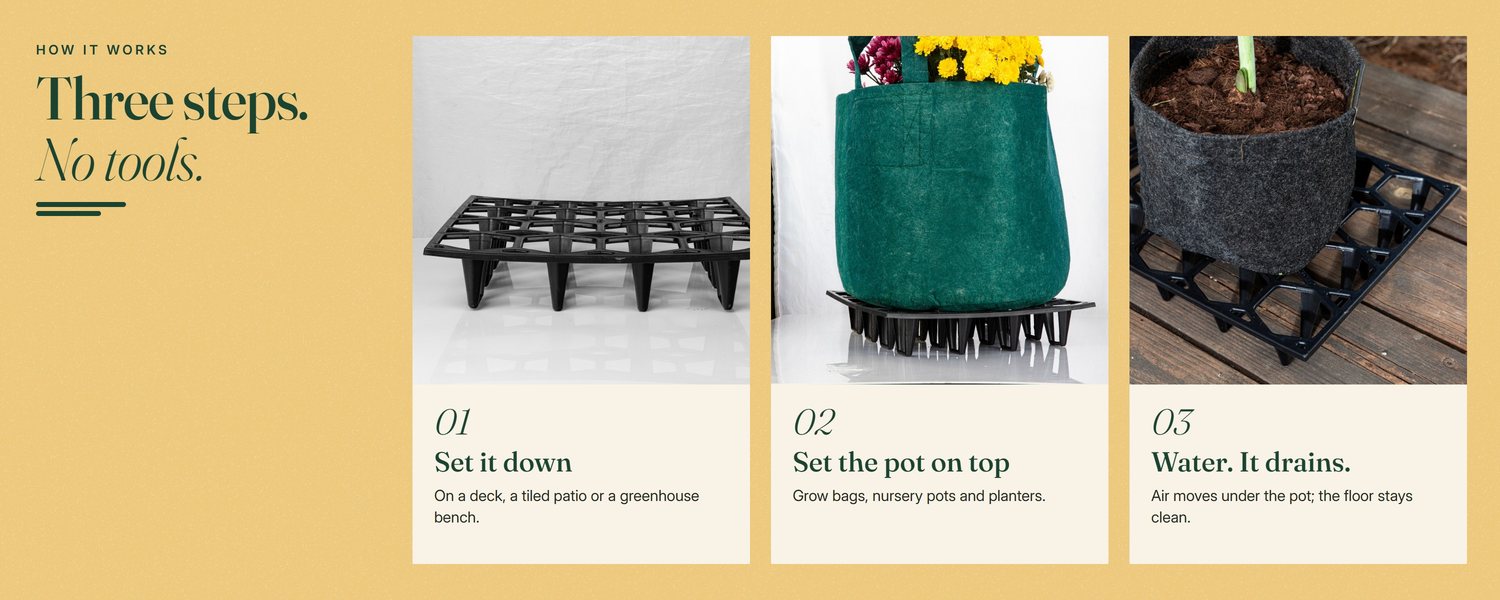 HOW IT WORKS
Three steps.
No tools.
01
Set it down
On a deck, a tiled patio or a greenhouse
bench.
02
Set the pot on top
Grow bags, nursery pots and planters.
03
Water. It drains.
Air moves under the pot; the floor stays
clean.